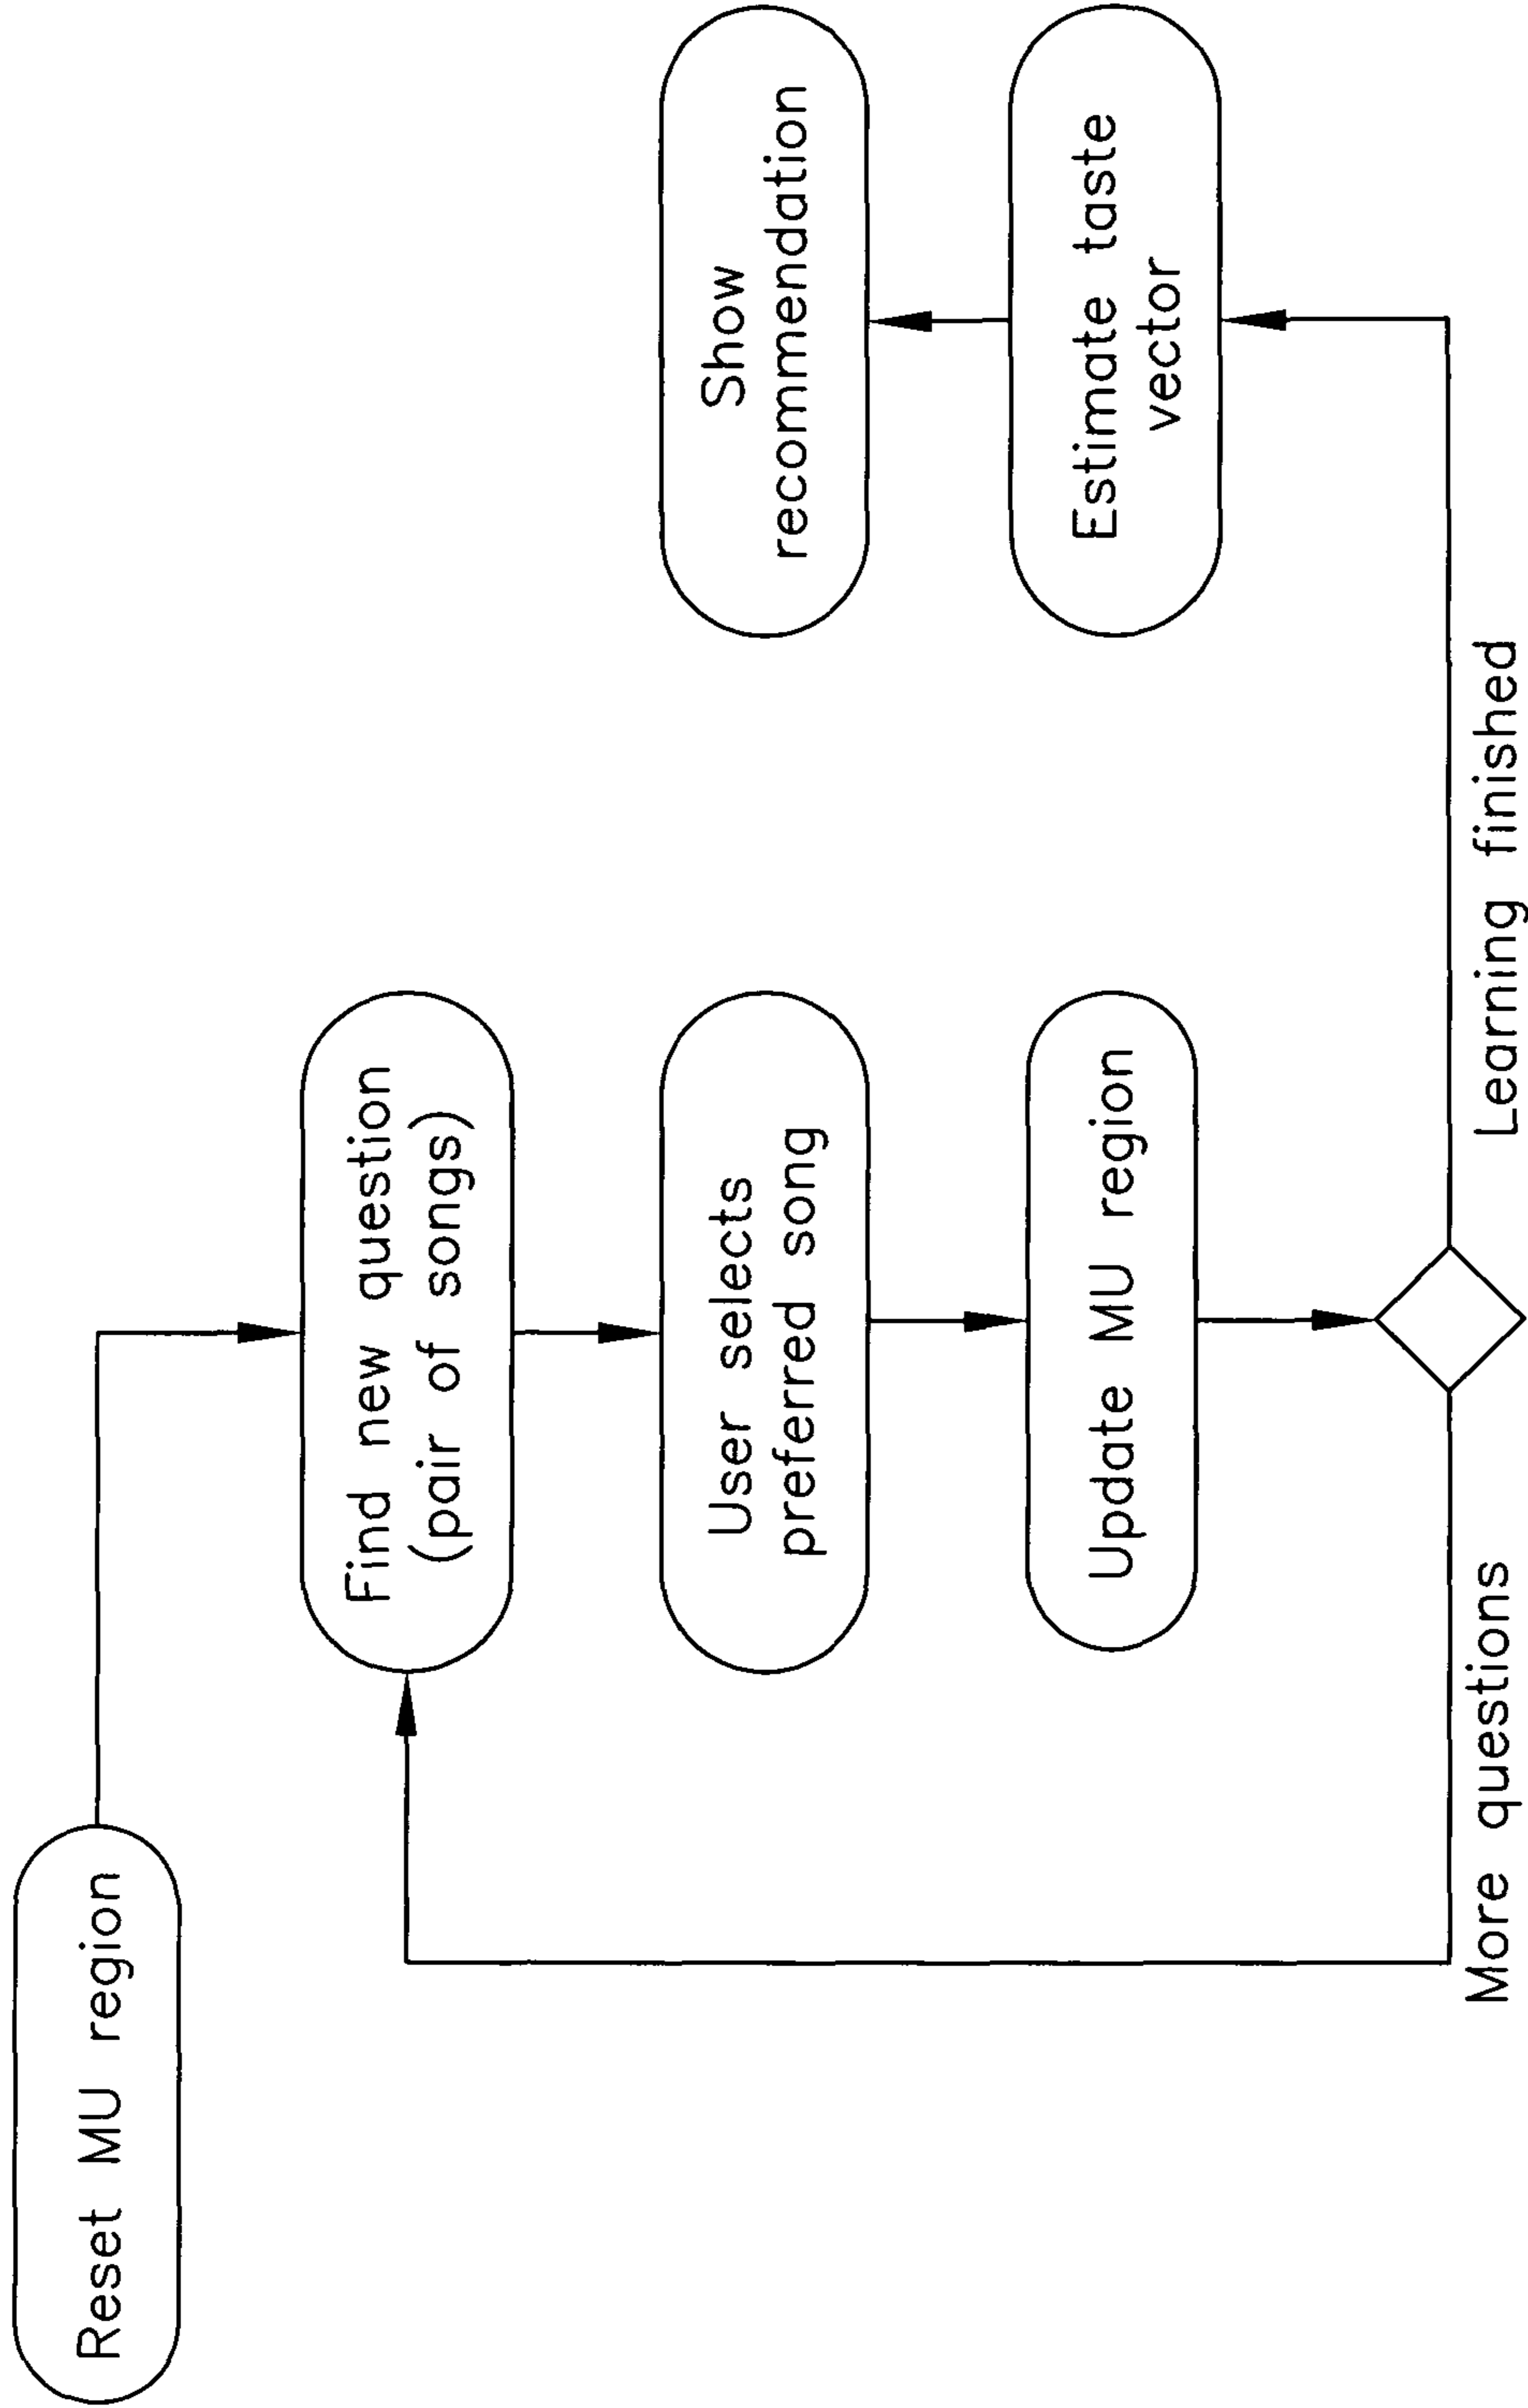 Reset MU region
Find new question
(pair of songs)
User selects
preferred song
Update MU region
More questions
Learning finished
Estimate taste
vector
Show
recommendation